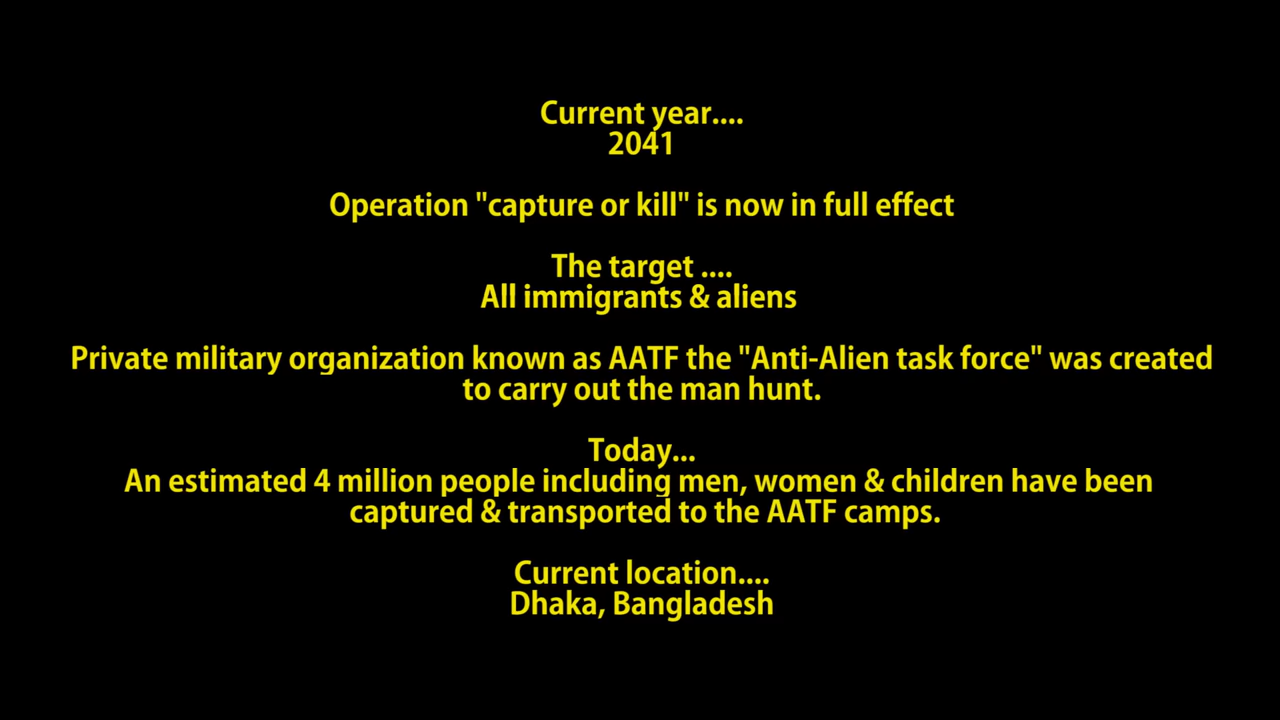 Current year....
2041
Operation "capture or kill" is now in full effect
The target ....
All immigrants & aliens
Private military organization known as AATF the "Anti-Alien task force" was created
to carry out the man hunt.
Today...
An estimated 4 million people including men, women & children have been
captured & transported to the AATF camps.
Current location....
Dhaka, Bangladesh